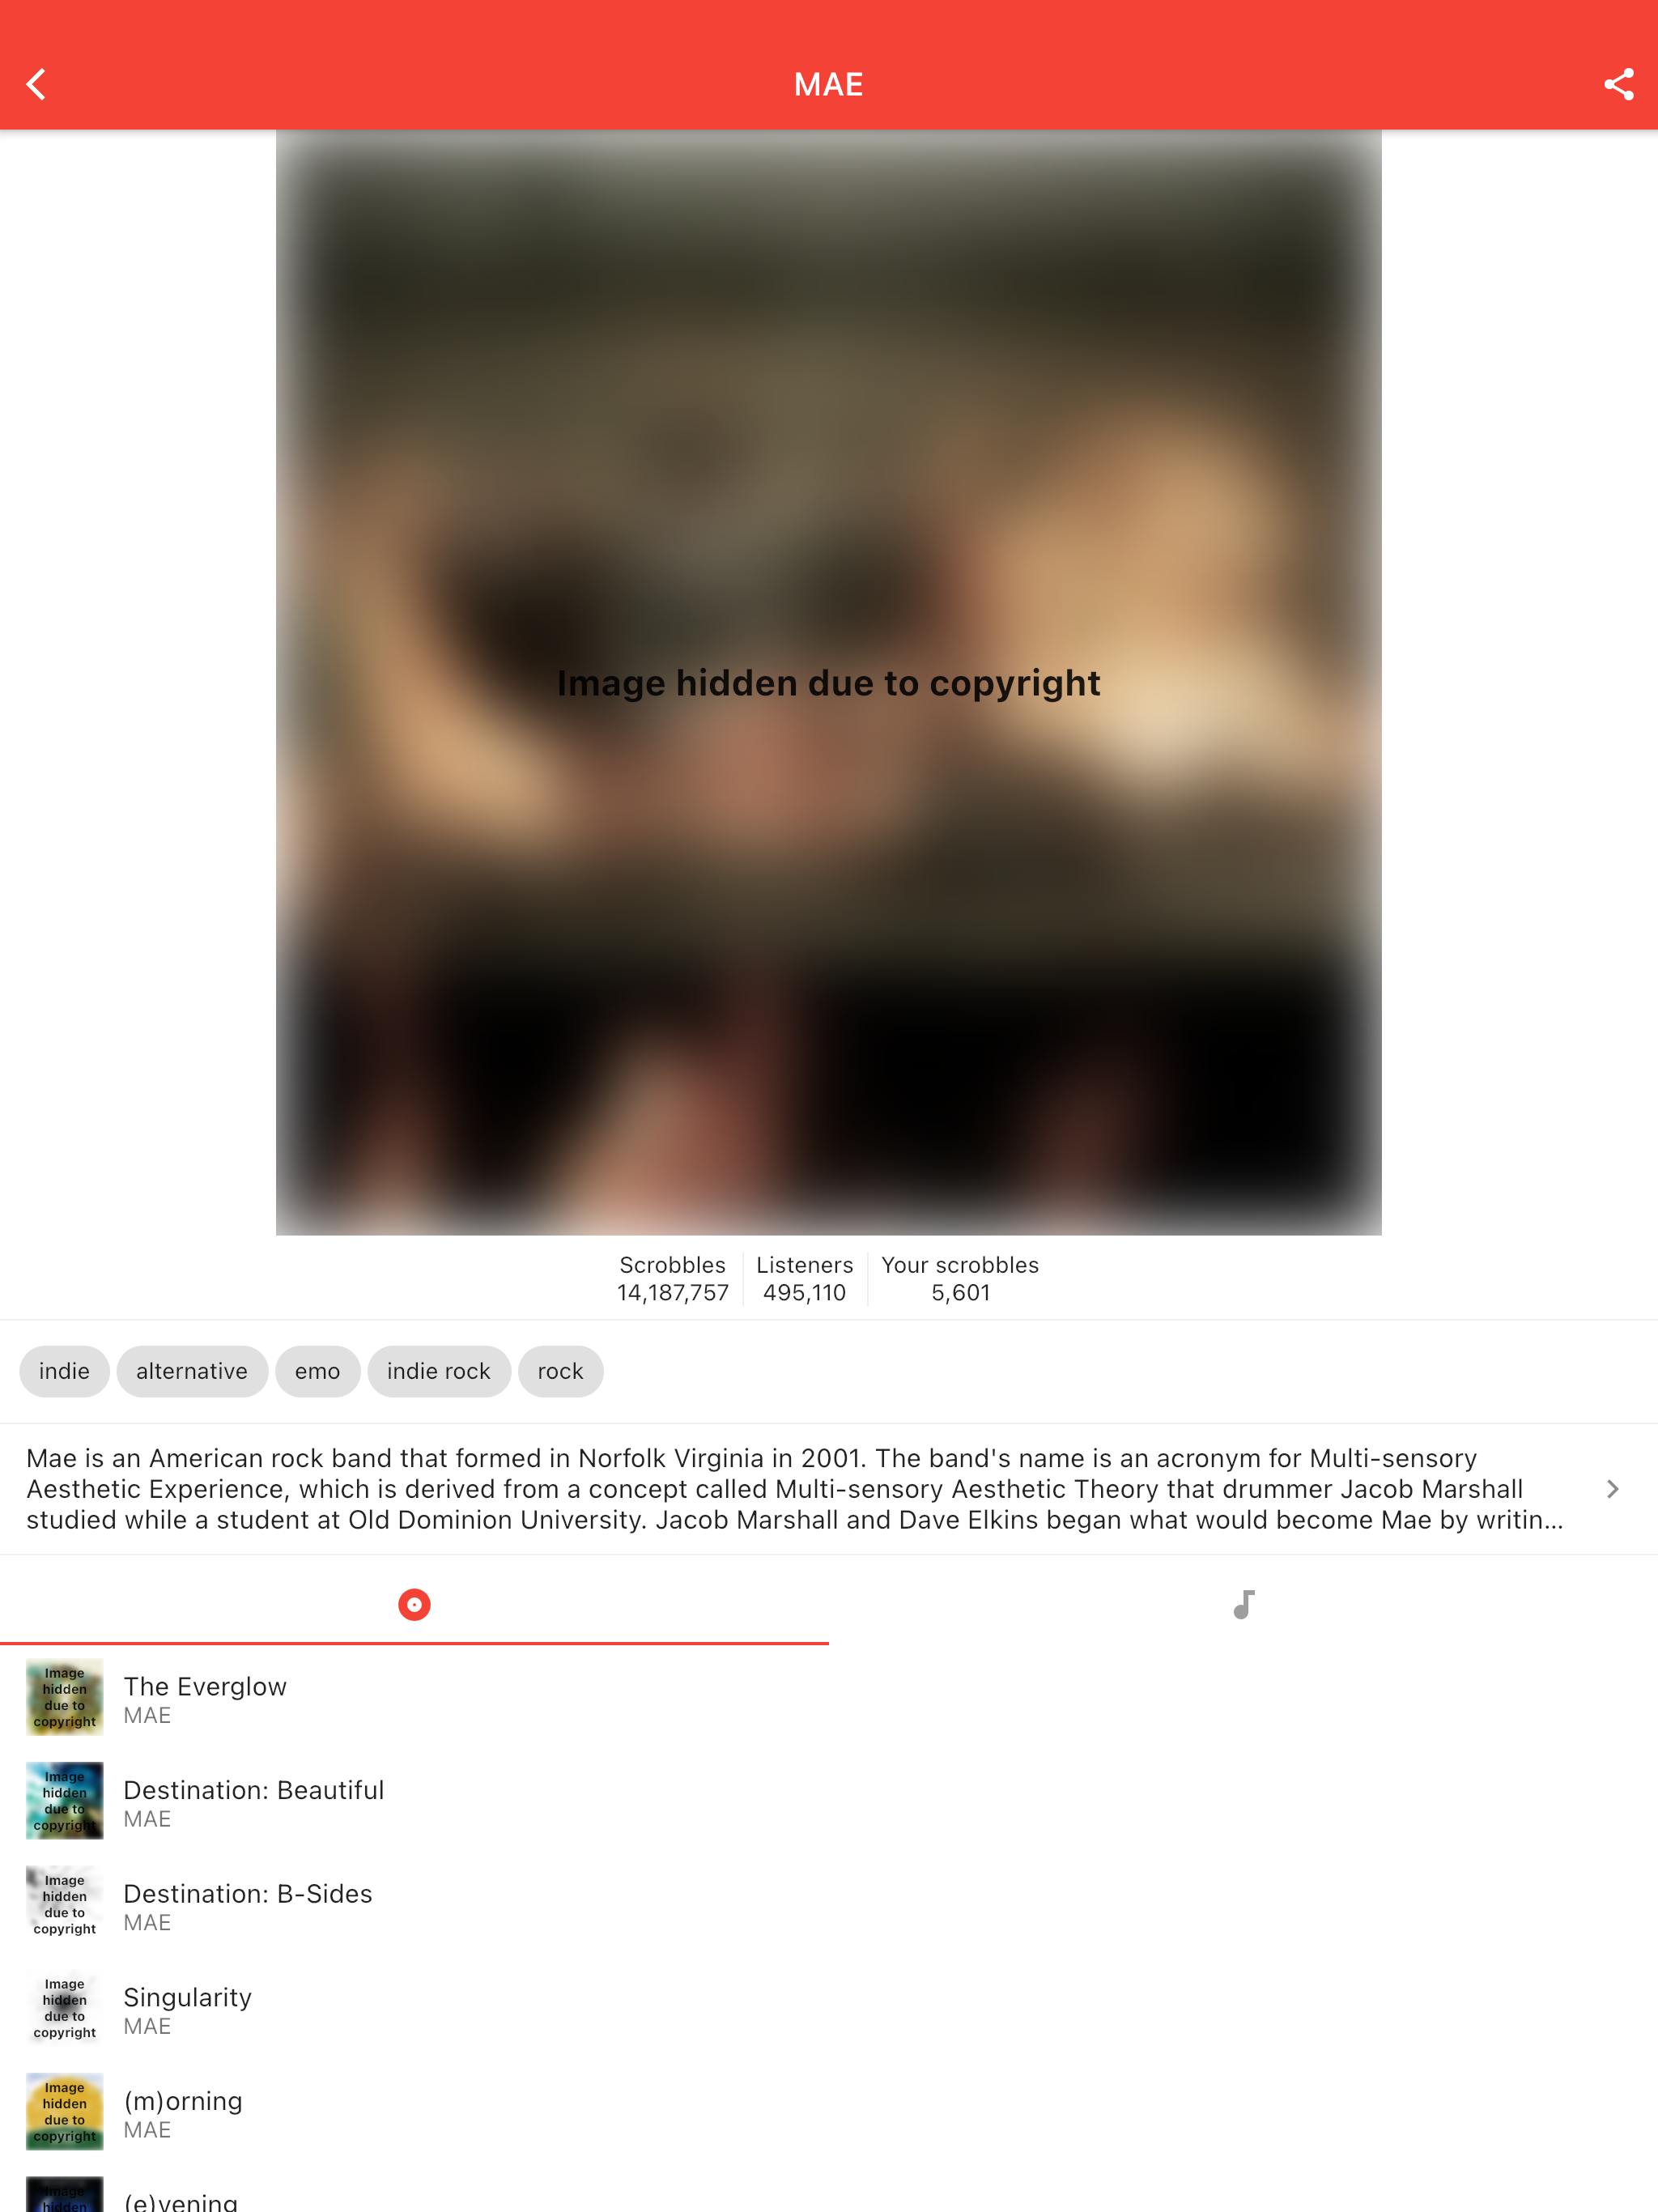 MAE
Image hidden due to copyright
Scrobbles
14,187,757
Listeners
495,110
Your scrobbles
5,601
indie
alternative
emo
indie rock
rock
Mae is an American rock band that formed in Norfolk Virginia in 2001. The band's name is an acronym for Multi-sensory
Aesthetic Experience, which is derived from a concept called Multi-sensory Aesthetic Theory that drummer Jacob Marshall
studied while a student at Old Dominion University. Jacob Marshall and Dave Elkins began what would become Mae by writin...
Image
hidden
due to
copyright
The Everglow
MAE
Image
hidden
due to
copyright
Destination: Beautiful
MAE
Image
hidden
due to
copyright
Destination: B-Sides
MAE
Image
hidden
due to
copyright
Singularity
MAE
Image
hidden
due to
copyright
(m)orning
MAE
Image
hidden
(e)vening